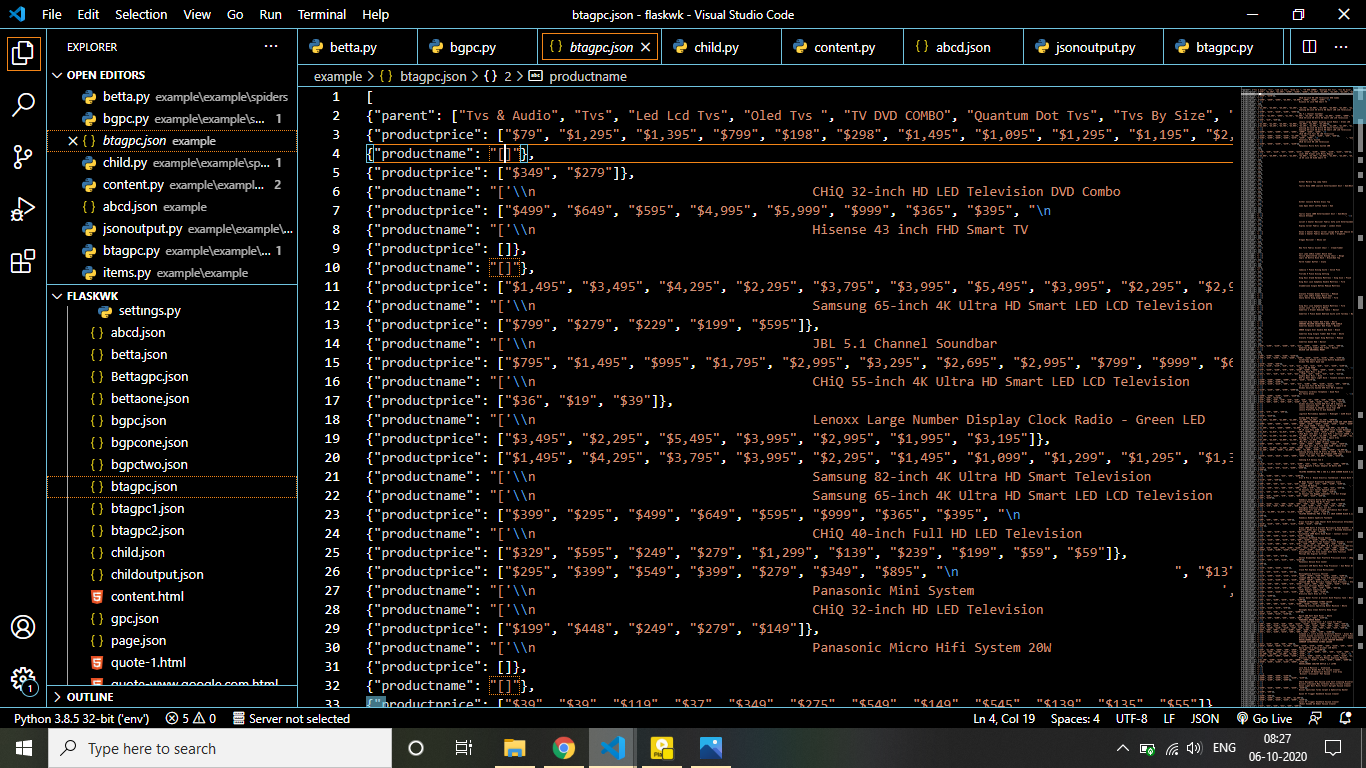 File Edit Selection View Go Run Terminal Help btagpc.json - flaskwk - Visual Studio Code
EXPLORER
betta.py bgpc.py btagpc.json child.py content.py abcd.json jsonoutput.py btagpc.py
example > {} btagpc.json > {} 2 > abc productname
OPEN EDITORS
betta.py example\example\spiders
bgpc.py example\example\s... 1
btagpc.json example
child.py example\example\sp... 1
content.py example\exampl... 2
abcd.json example
jsonoutput.py example\example\...
btagpc.py example\example\... 1
items.py example\example
FLASKWK
settings.py
abcd.json
betta.json
Bettagpc.json
bettaone.json
bgpc.json
bgpcone.json
bgpctwo.json
btagpc.json
btagpc1.json
btagpc2.json
child.json
childoutput.json
content.html
gpc.json
page.json
quote-1.html
quote-www.google.com.html
OUTLINE
1 [
2 {"parent": ["Tvs & Audio", "Tvs", "Led Lcd Tvs", "Oled Tvs ", "TV DVD COMBO", "Quantum Dot Tvs", "Tvs By Size", "
3 {"productprice": ["$79", "$1,295", "$1,395", "$799", "$198", "$298", "$1,495", "$1,095", "$1,295", "$1,195", "$2,
4 {"productname": "[]"},
5 {"productprice": ["$349", "$279"]},
6 {"productname": "['\\n CHiQ 32-inch HD LED Television DVD Combo
7 {"productprice": ["$499", "$649", "$595", "$4,995", "$5,999", "$999", "$365", "$395", "\n
8 {"productname": "['\\n Hisense 43 inch FHD Smart TV
9 {"productprice": []},
10 {"productname": "[]"},
11 {"productprice": ["$1,495", "$3,495", "$4,295", "$2,295", "$3,795", "$3,995", "$5,495", "$3,995", "$2,295", "$2,9
12 {"productname": "['\\n Samsung 65-inch 4K Ultra HD Smart LED LCD Television
13 {"productprice": ["$799", "$279", "$229", "$199", "$595"]},
14 {"productname": "['\\n JBL 5.1 Channel Soundbar
15 {"productprice": ["$795", "$1,495", "$995", "$1,795", "$2,995", "$3,295", "$2,695", "$2,995", "$799", "$999", "$6
16 {"productname": "['\\n CHiQ 55-inch 4K Ultra HD Smart LED LCD Television
17 {"productprice": ["$36", "$19", "$39"]},
18 {"productname": "['\\n Lenoxx Large Number Display Clock Radio - Green LED
19 {"productprice": ["$3,495", "$2,295", "$5,495", "$3,995", "$2,995", "$1,995", "$3,195"]},
20 {"productprice": ["$1,495", "$4,295", "$3,795", "$3,995", "$2,295", "$1,495", "$1,099", "$1,299", "$1,295", "$1,3
21 {"productname": "['\\n Samsung 82-inch 4K Ultra HD Smart Television
22 {"productname": "['\\n Samsung 65-inch 4K Ultra HD Smart LED LCD Television
23 {"productprice": ["$399", "$295", "$499", "$649", "$595", "$999", "$365", "$395", "\n
24 {"productname": "['\\n CHiQ 40-inch Full HD LED Television
25 {"productprice": ["$329", "$595", "$249", "$279", "$1,299", "$139", "$239", "$199", "$59", "$59"]},
26 {"productprice": ["$295", "$399", "$549", "$399", "$279", "$349", "$895", "\n ", "$13"
27 {"productname": "['\\n Panasonic Mini System ',
28 {"productname": "['\\n CHiQ 32-inch HD LED Television
29 {"productprice": ["$199", "$448", "$249", "$279", "$149"]},
30 {"productname": "['\\n Panasonic Micro Hifi System 20W
31 {"productprice": []},
32 {"productname": "[]"},
33 {"productprice": ["$39", "$39", "$119", "$37", "$349", "$275", "$549", "$149", "$545", "$139", "$135", "$55"]}
1
Python 3.8.5 32-bit ('env') 5 0 Server not selected Ln 4, Col 19 Spaces: 4 UTF-8 LF JSON Go Live
Type here to search ENG 08:27
06-10-2020